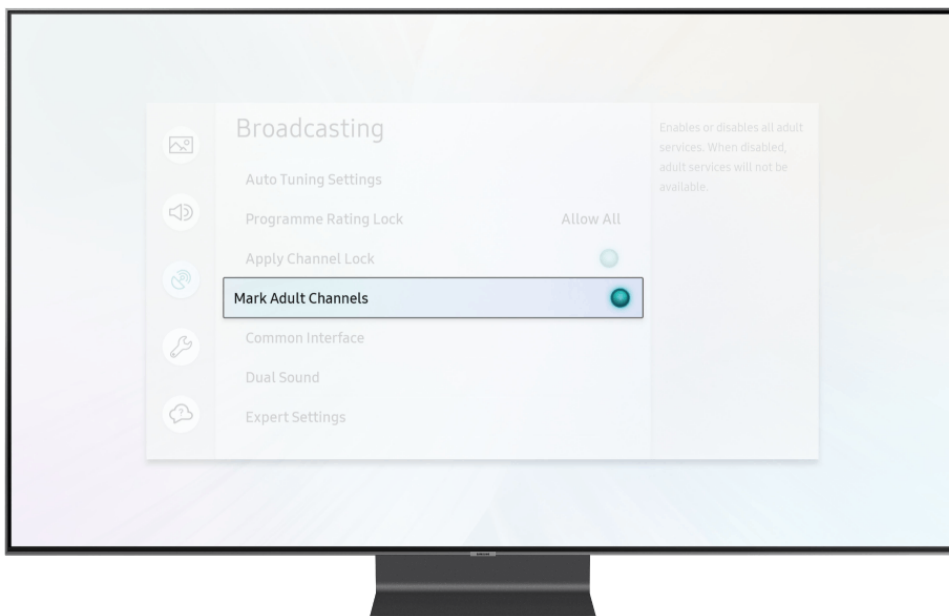 Broadcasting
Auto Tuning Settings
Programme Rating Lock Allow All
Apply Channel Lock
Mark Adult Channels
Common Interface
Dual Sound
Expert Settings
Enables or disables all adult
services. When disabled,
adult services will not be
available.